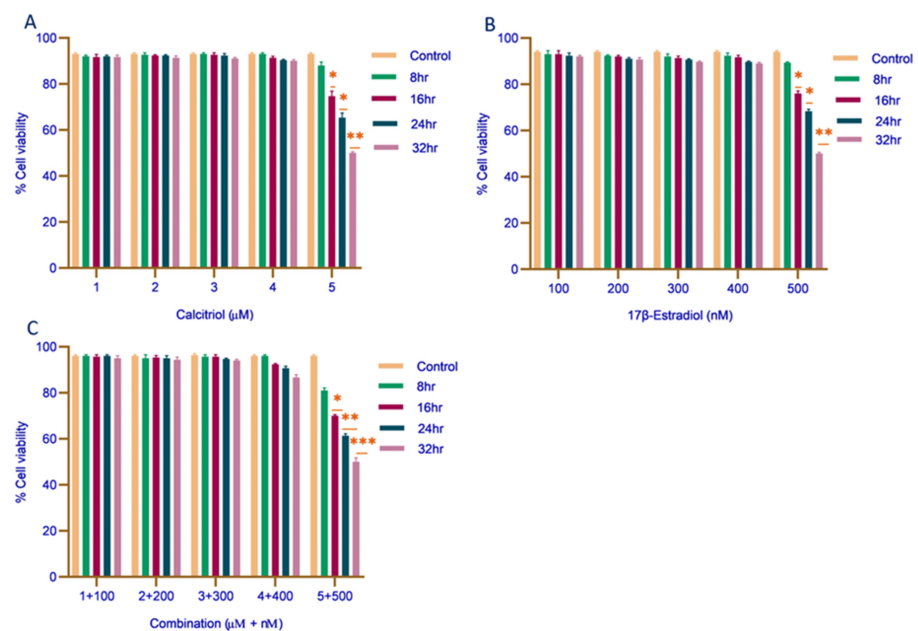 A
100
80
60
40
20
0
% Cell viability
1 2 3 4 5
Calcitriol (µM)
Control
8hr
16hr
24hr
32hr
*
*
**
B
100
80
60
40
20
0
% Cell viability
100 200 300 400 500
17β-Estradiol (nM)
Control
8hr
16hr
24hr
32hr
*
*
**
C
100
80
60
40
20
0
% Cell viability
1+100 2+200 3+300 4+400 5+500
Combination (µM + nM)
Control
8hr
16hr
24hr
32hr
*
**
***